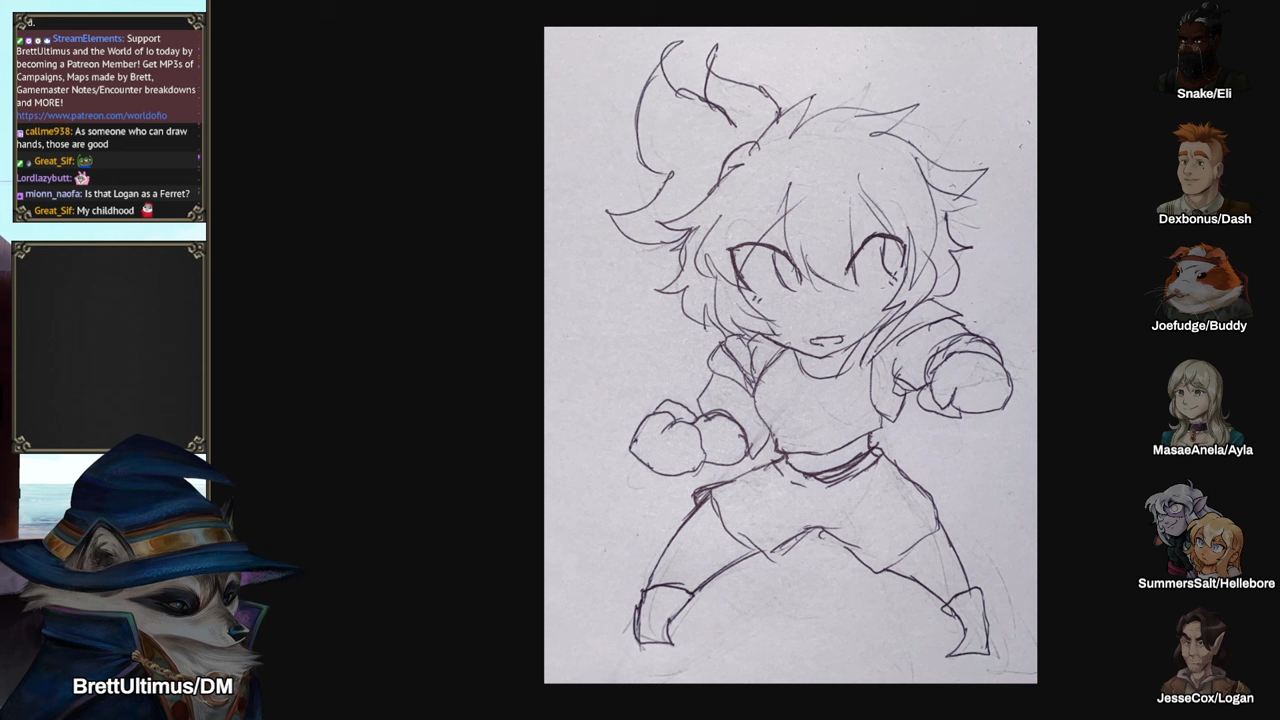 d.
StreamElements: Support
BrettUltimus and the World of Io today by
becoming a Patreon Member! Get MP3s of
Campaigns, Maps made by Brett,
Gamemaster Notes/Encounter breakdowns
and MORE!
https://www.patreon.com/worldofio
callme938: As someone who can draw
hands, those are good
Great_Sif:
Lordlazybutt:
mionn_naofa: Is that Logan as a Ferret?
Great_Sif: My childhood
BrettUltimus/DM
Snake/Eli
Dexbonus/Dash
Joefudge/Buddy
MasaeAnela/Ayla
SummersSalt/Hellebore
JesseCox/Logan